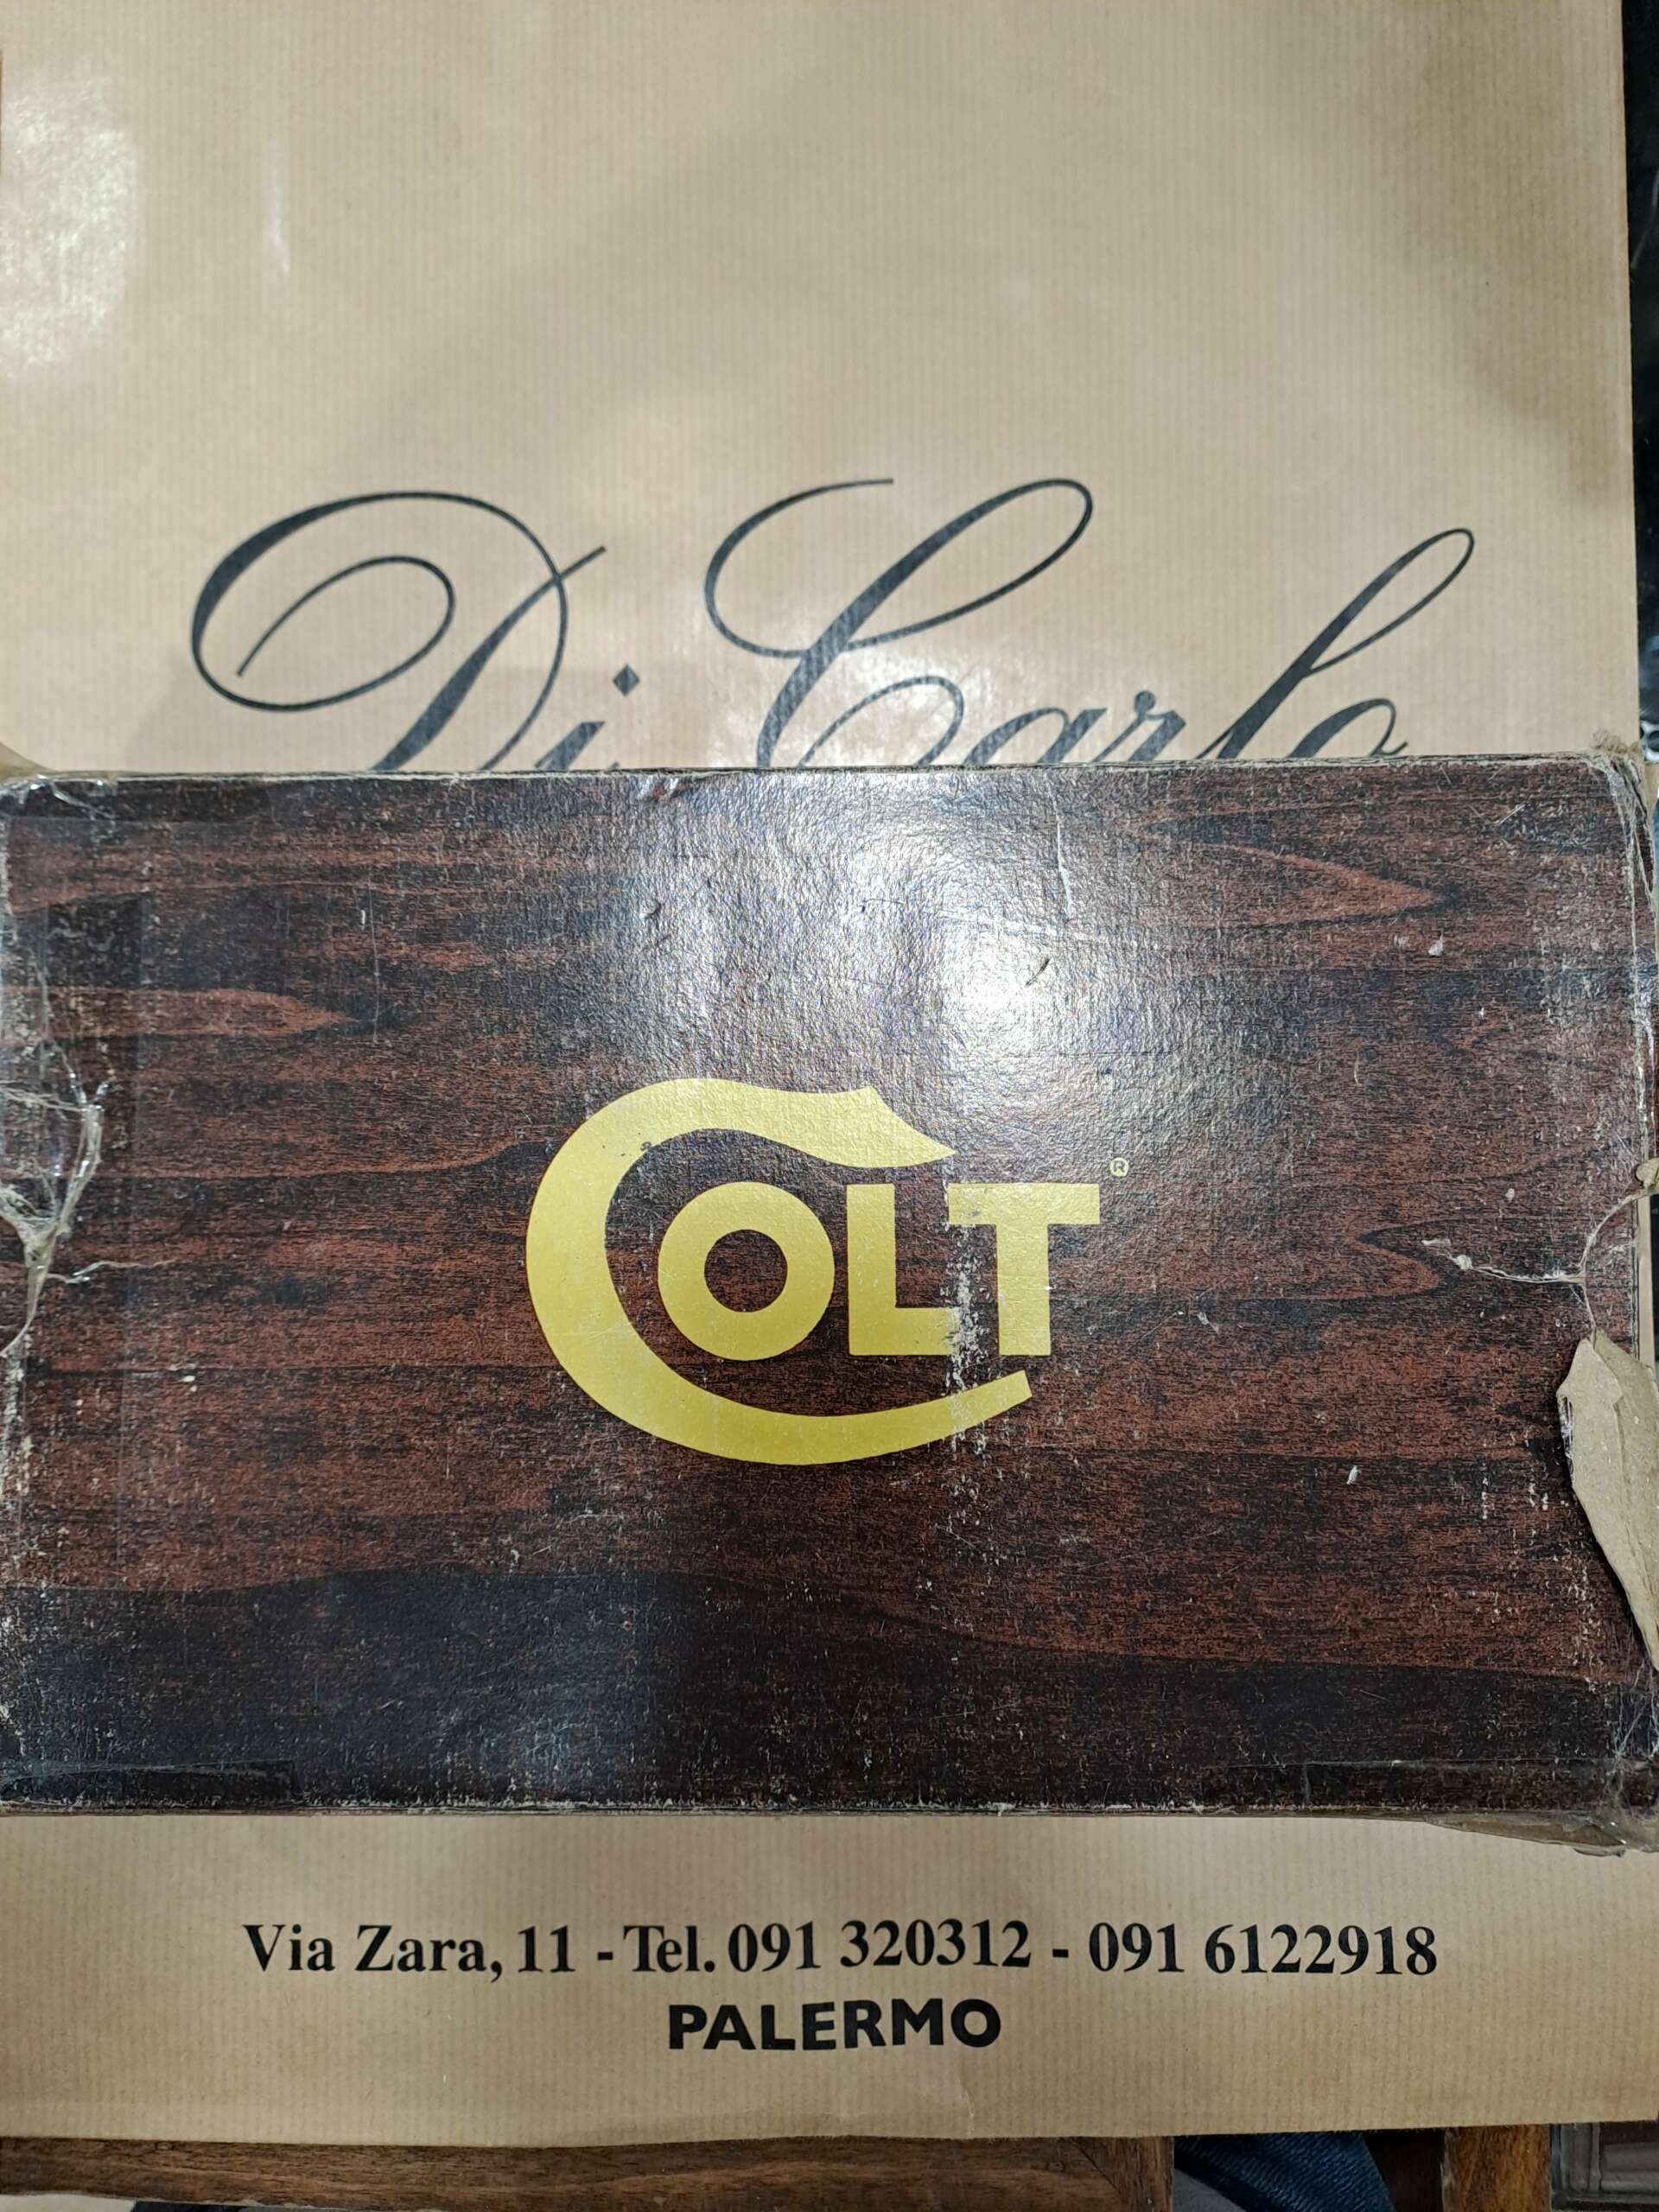 Di Carlo
COLT®
Via Zara, 11 - Tel. 091 320312 - 091 6122918
PALERMO